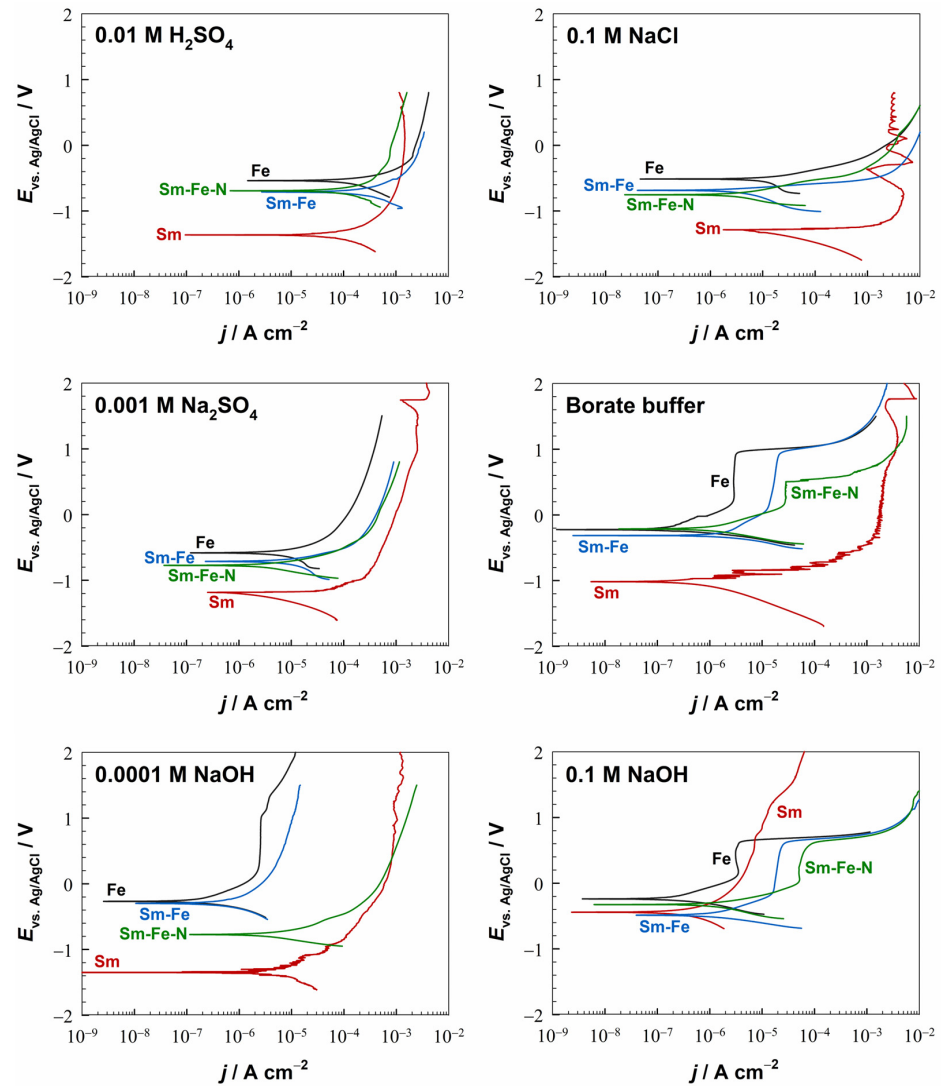 0.01 M H₂SO₄
2
1
0
−1
−2
E vs. Ag/AgCl / V
Fe
Sm-Fe-N
Sm-Fe
Sm
10⁻⁹ 10⁻⁸ 10⁻⁷ 10⁻⁶ 10⁻⁵ 10⁻⁴ 10⁻³ 10⁻²
j / A cm⁻²
0.1 M NaCl
2
1
0
−1
−2
E vs. Ag/AgCl / V
Fe
Sm-Fe
Sm-Fe-N
Sm
10⁻⁹ 10⁻⁸ 10⁻⁷ 10⁻⁶ 10⁻⁵ 10⁻⁴ 10⁻³ 10⁻²
j / A cm⁻²
0.001 M Na₂SO₄
2
1
0
−1
−2
E vs. Ag/AgCl / V
Fe
Sm-Fe
Sm-Fe-N
Sm
10⁻⁹ 10⁻⁸ 10⁻⁷ 10⁻⁶ 10⁻⁵ 10⁻⁴ 10⁻³ 10⁻²
j / A cm⁻²
Borate buffer
2
1
0
−1
−2
E vs. Ag/AgCl / V
Fe
Sm-Fe-N
Sm-Fe
Sm
10⁻⁹ 10⁻⁸ 10⁻⁷ 10⁻⁶ 10⁻⁵ 10⁻⁴ 10⁻³ 10⁻²
j / A cm⁻²
0.0001 M NaOH
2
1
0
−1
−2
E vs. Ag/AgCl / V
Fe
Sm-Fe
Sm-Fe-N
Sm
10⁻⁹ 10⁻⁸ 10⁻⁷ 10⁻⁶ 10⁻⁵ 10⁻⁴ 10⁻³ 10⁻²
j / A cm⁻²
0.1 M NaOH
2
1
0
−1
−2
E vs. Ag/AgCl / V
Sm
Fe
Sm-Fe-N
Sm-Fe
10⁻⁹ 10⁻⁸ 10⁻⁷ 10⁻⁶ 10⁻⁵ 10⁻⁴ 10⁻³ 10⁻²
j / A cm⁻²